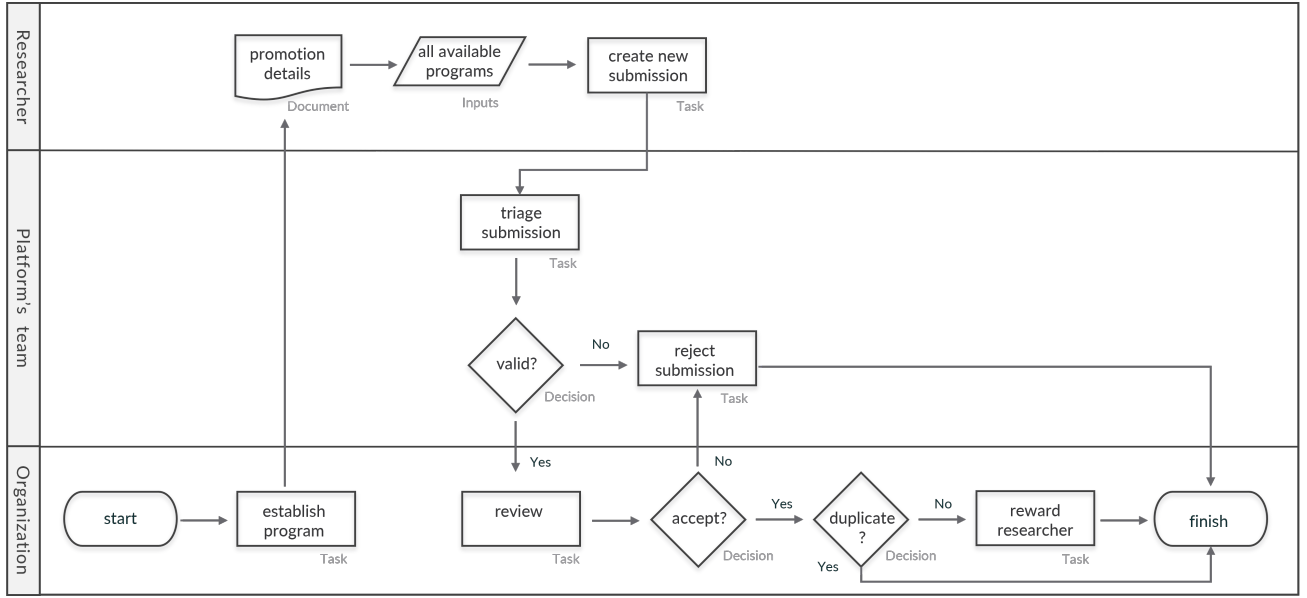 Researcher
promotion
details
Document
all available
programs
Inputs
create new
submission
Task
Platform's team
triage
submission
Task
valid?
Decision
No
reject
submission
Task
Yes
Organization
start
establish
program
Task
review
Task
No
accept?
Decision
Yes
duplicate
?
Decision
Yes
No
reward
researcher
Task
finish